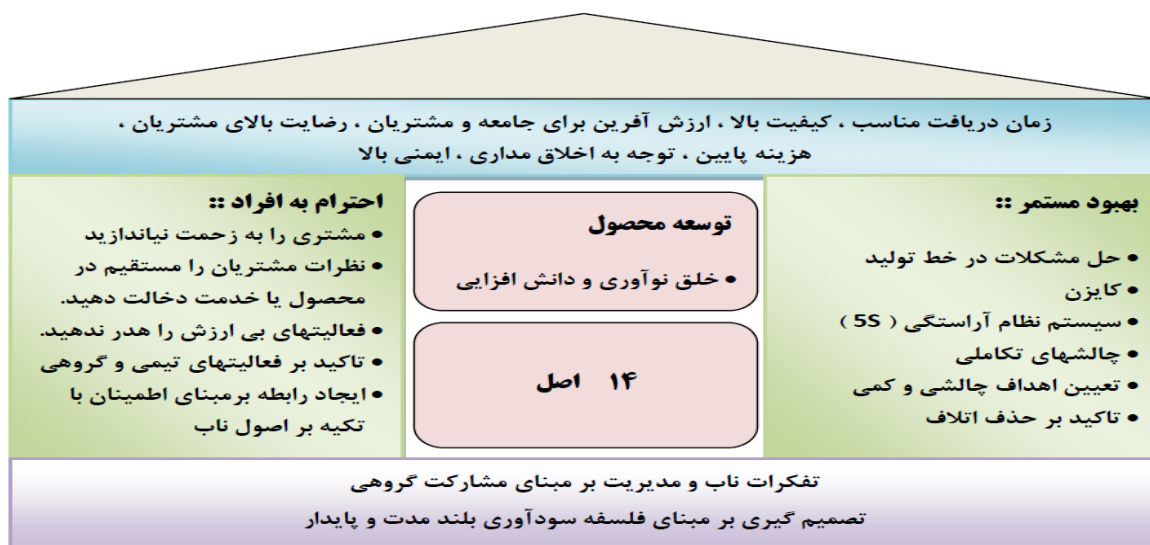 زمان دریافت مناسب ، کیفیت بالا ، ارزش آفرین برای جامعه و مشتریان ، رضایت بالای مشتریان ،
هزینه پایین ، توجه به اخلاق مداری ، ایمنی بالا
بهبود مستمر ::
• حل مشکلات در خط تولید
• کایزن
• سیستم نظام آراستگی ( 5S )
• چالشهای تکاملی
• تعیین اهداف چالشی و کمی
• تاکید بر حذف اتلاف
توسعه محصول
• خلق نوآوری و دانش افزایی
۱۴ اصل
احترام به افراد ::
• مشتری را به زحمت نیاندازید
• نظرات مشتریان را مستقیم در
محصول یا خدمت دخالت دهید.
• فعالیتهای بی ارزش را هدر ندهید.
• تاکید بر فعالیتهای تیمی و گروهی
• ایجاد رابطه برمبنای اطمینان با
تکیه بر اصول ناب
تفکرات ناب و مدیریت بر مبنای مشارکت گروهی
تصمیم گیری بر مبنای فلسفه سودآوری بلند مدت و پایدار